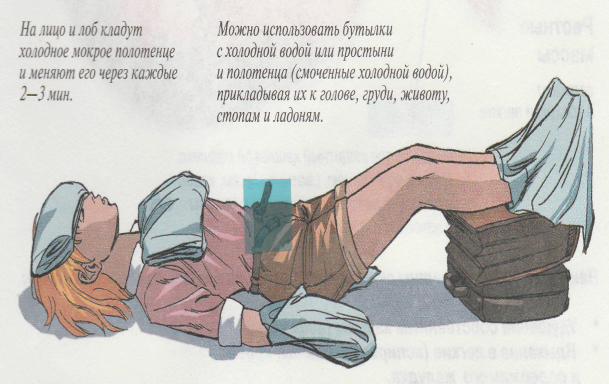 На лицо и лоб кладут
холодное мокрое полотенце
и меняют его через каждые
2—3 мин.
Можно использовать бутылки
с холодной водой или простыни
и полотенца (смоченные холодной водой),
прикладывая их к голове, груди, животу,
стопам и ладоням.